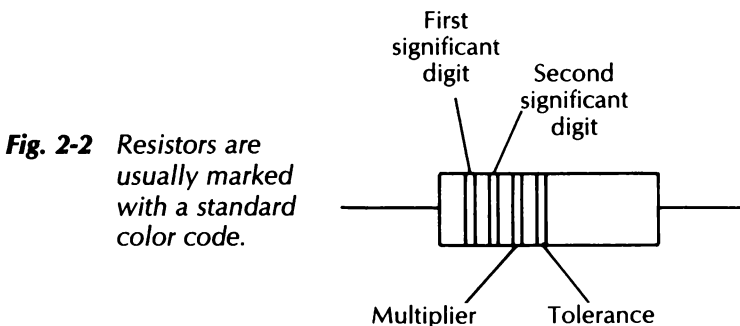 First
significant
digit
Second
significant
digit
Fig. 2-2 Resistors are
usually marked
with a standard
color code.
Multiplier
Tolerance